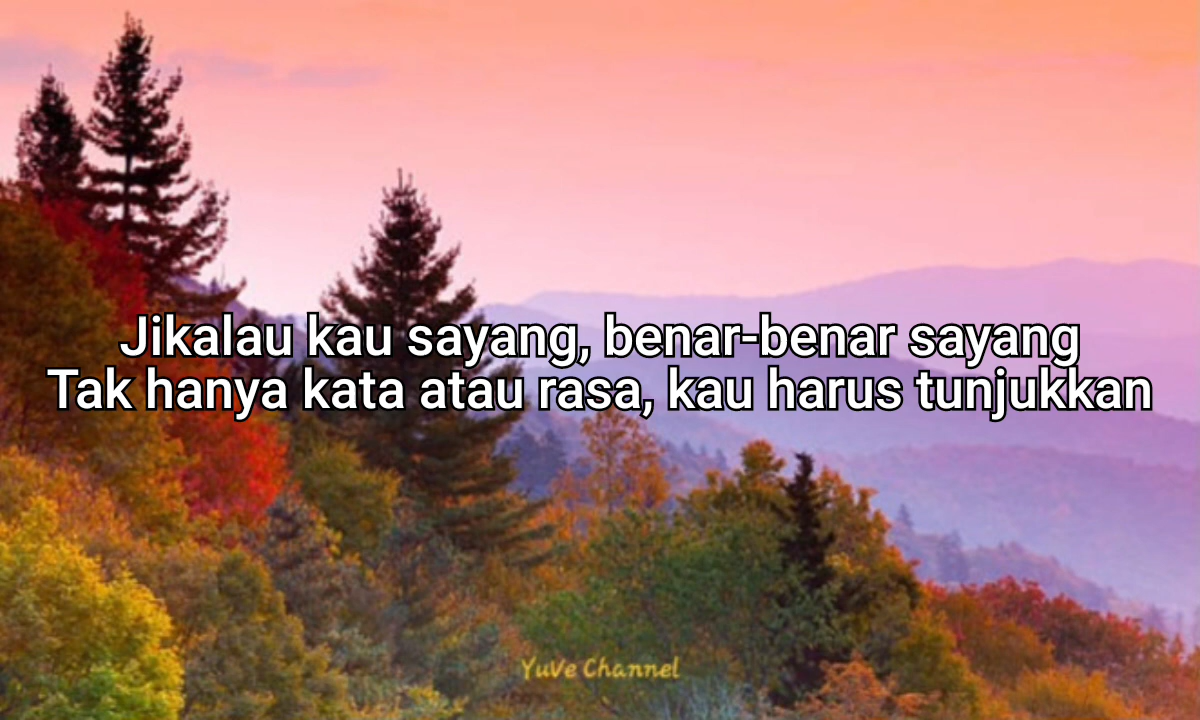 Jikalau kau sayang, benar-benar sayang
Tak hanya kata atau rasa, kau harus tunjukkan
YuVe Channel